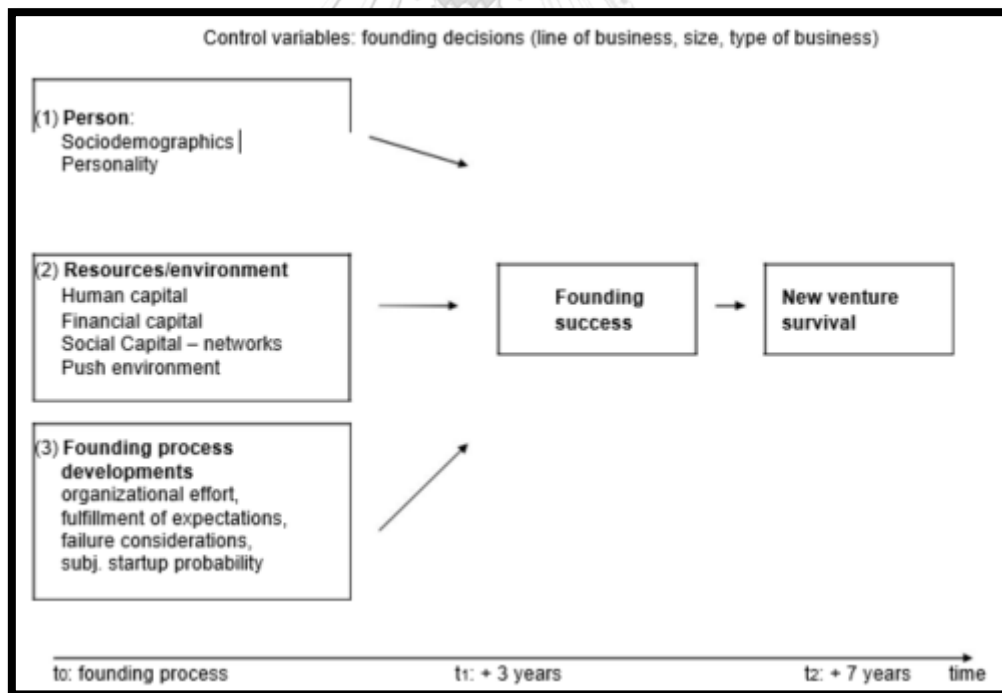 Control variables: founding decisions (line of business, size, type of business)
(1) Person:
Sociodemographics
Personality
(2) Resources/environment
Human capital
Financial capital
Social Capital – networks
Push environment
Founding
success
New venture
survival
(3) Founding process
developments
organizational effort,
fulfillment of expectations,
failure considerations,
subj. startup probability
t0: founding process
t1: + 3 years
t2: + 7 years
time